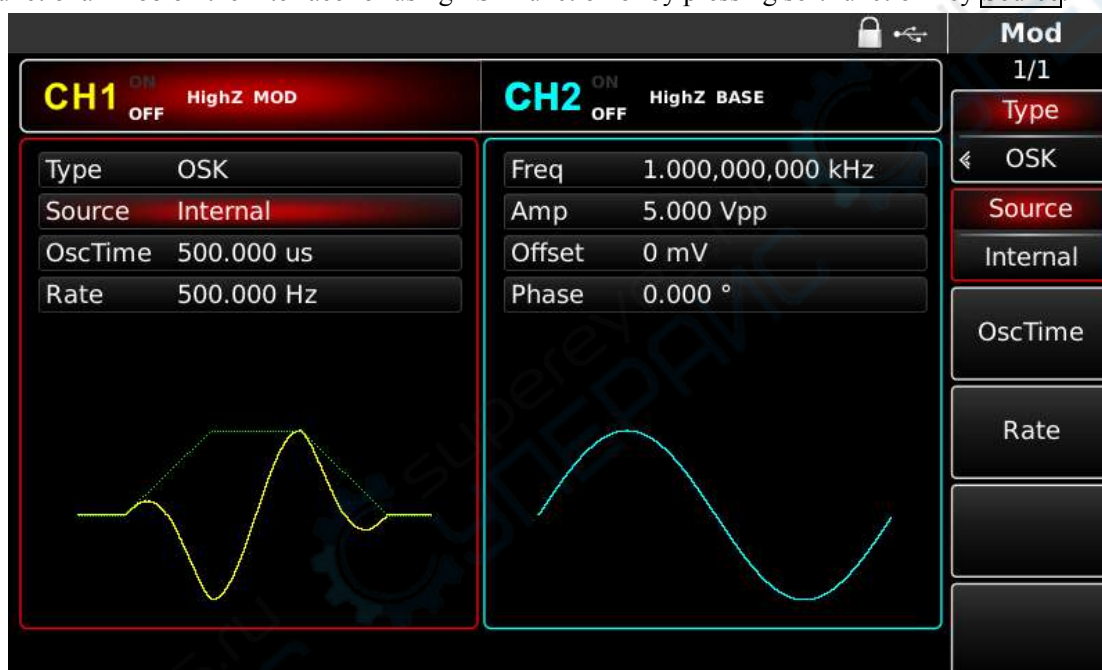 Mod
1/1
CH1 ON OFF HighZ MOD
CH2 ON OFF HighZ BASE
Type
OSK
Source
Internal
OscTime
Rate
Type OSK
Source Internal
OscTime 500.000 us
Rate 500.000 Hz
Freq 1.000,000,000 kHz
Amp 5.000 Vpp
Offset 0 mV
Phase 0.000 °